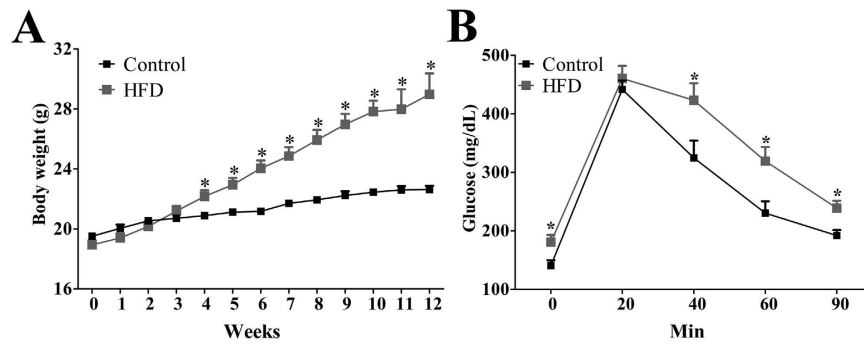 A
Body weight (g)
32
28
24
20
16
Control
HFD
* * * * * * * * *
0 1 2 3 4 5 6 7 8 9 10 11 12
Weeks
B
Glucose (mg/dL)
500
400
300
200
100
Control
HFD
* * * *
0 20 40 60 90
Min